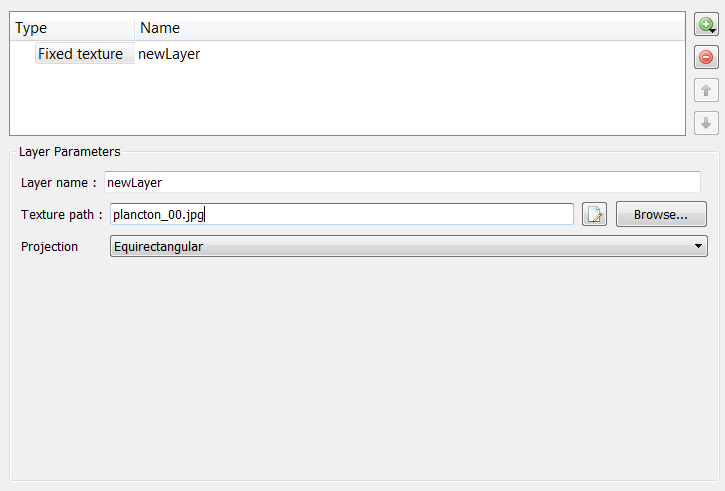 Type Name
Fixed texture newLayer
Layer Parameters
Layer name : newLayer
Texture path : plancton_00.jpg Browse...
Projection Equirectangular